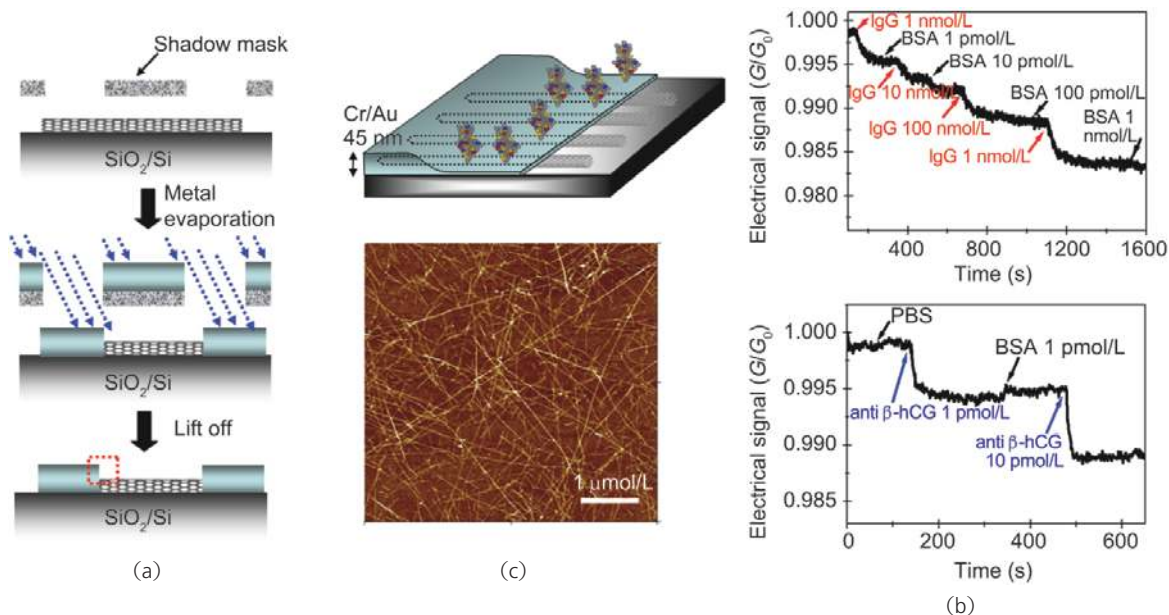 Shadow mask
SiO2/Si
Metal
evaporation
SiO2/Si
Lift off
SiO2/Si
(a)
Cr/Au
45 nm
1 μmol/L
(c)
Electrical signal (G/G0)
1.000
0.995
0.990
0.985
0.980
IgG 1 nmol/L
BSA 1 pmol/L
BSA 10 pmol/L
IgG 10 nmol/L
BSA 100 pmol/L
IgG 100 nmol/L
BSA 1
nmol/L
IgG 1 nmol/L
400 800 1200 1600
Time (s)
Electrical signal (G/G0)
1.000
0.995
0.990
0.985
PBS
BSA 1 pmol/L
anti β-hCG 1 pmol/L
anti β-hCG
10 pmol/L
0 200 400 600
Time (s)
(b)